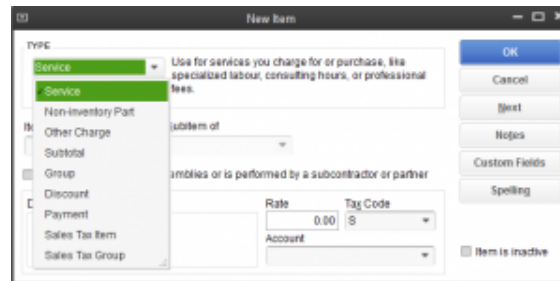 New Item
TYPE
Service
Use for services you charge for or purchase, like
specialized labour, consulting hours, or professional
fees.
Service
Non-inventory Part
Other Charge
Subtotal
Group
Discount
Payment
Sales Tax Item
Sales Tax Group
Subitem of
emblies or is performed by a subcontractor or partner
Rate
Tax Code
0.00
S
Account
OK
Cancel
Next
Notes
Custom Fields
Spelling
Item is inactive